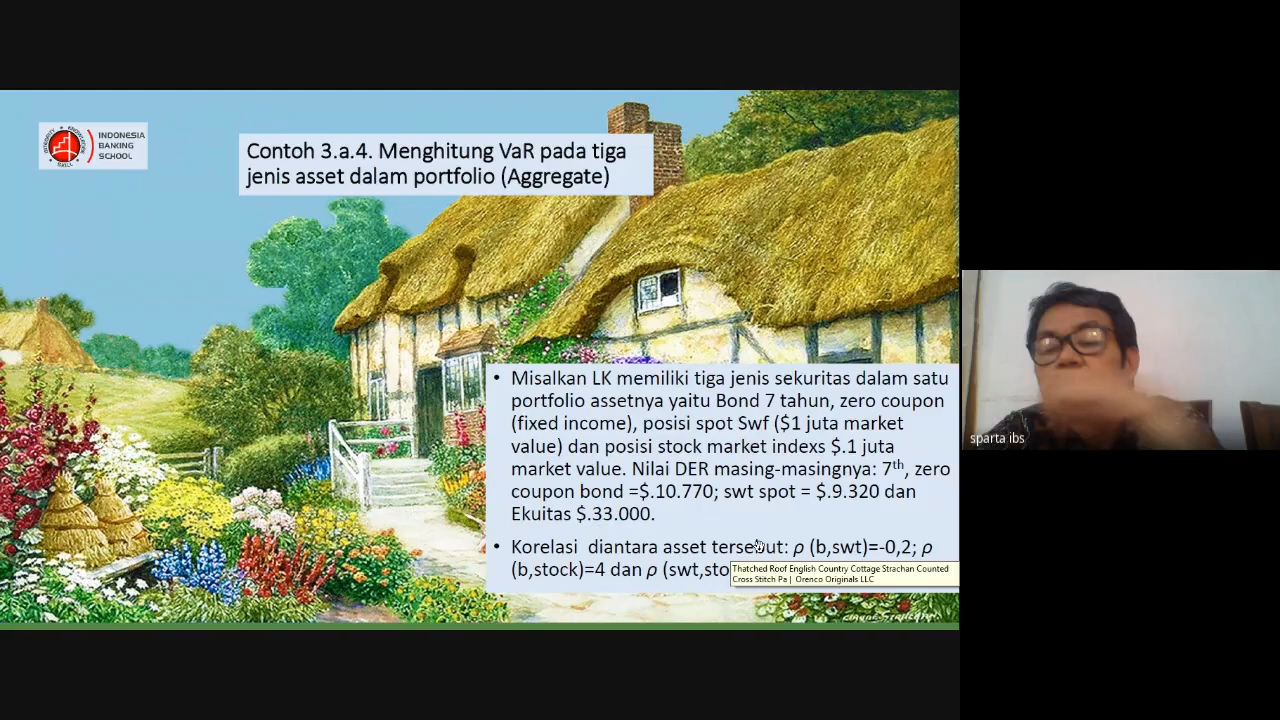 INDONESIA
BANKING
SCHOOL
Contoh 3.a.4. Menghitung VaR pada tiga
jenis asset dalam portfolio (Aggregate)
• Misalkan LK memiliki tiga jenis sekuritas dalam satu
portfolio assetnya yaitu Bond 7 tahun, zero coupon
(fixed income), posisi spot Swf ($1 juta market
value) dan posisi stock market indexs $.1 juta
market value. Nilai DER masing-masingnya: 7th, zero
coupon bond =$.10.770; swt spot = $.9.320 dan
Ekuitas $.33.000.
• Korelasi diantara asset tersebut: ρ (b,swt)=-0,2; ρ
(b,stock)=4 dan ρ (swt,sto
Thatched Roof English Country Cottage Strachan Counted
Cross Stitch Pa | Orenco Originals LLC
sparta ibs